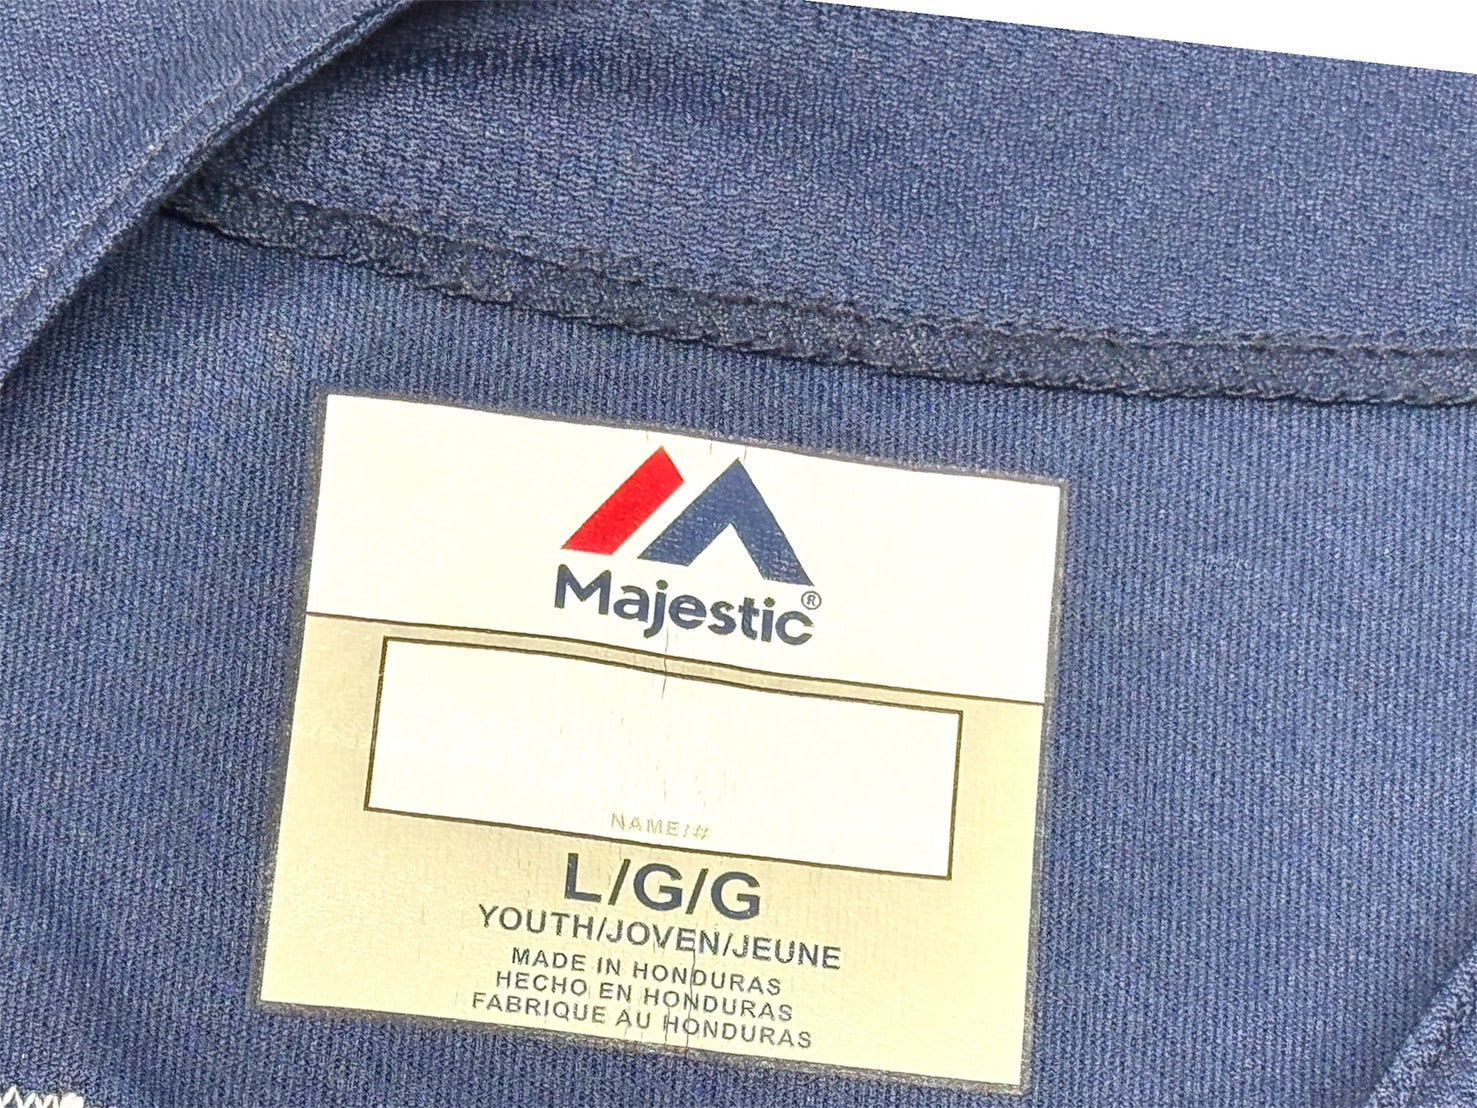 Majestic®
NAME/#
L/G/G
YOUTH/JOVEN/JEUNE
MADE IN HONDURAS
HECHO EN HONDURAS
FABRIQUE AU HONDURAS